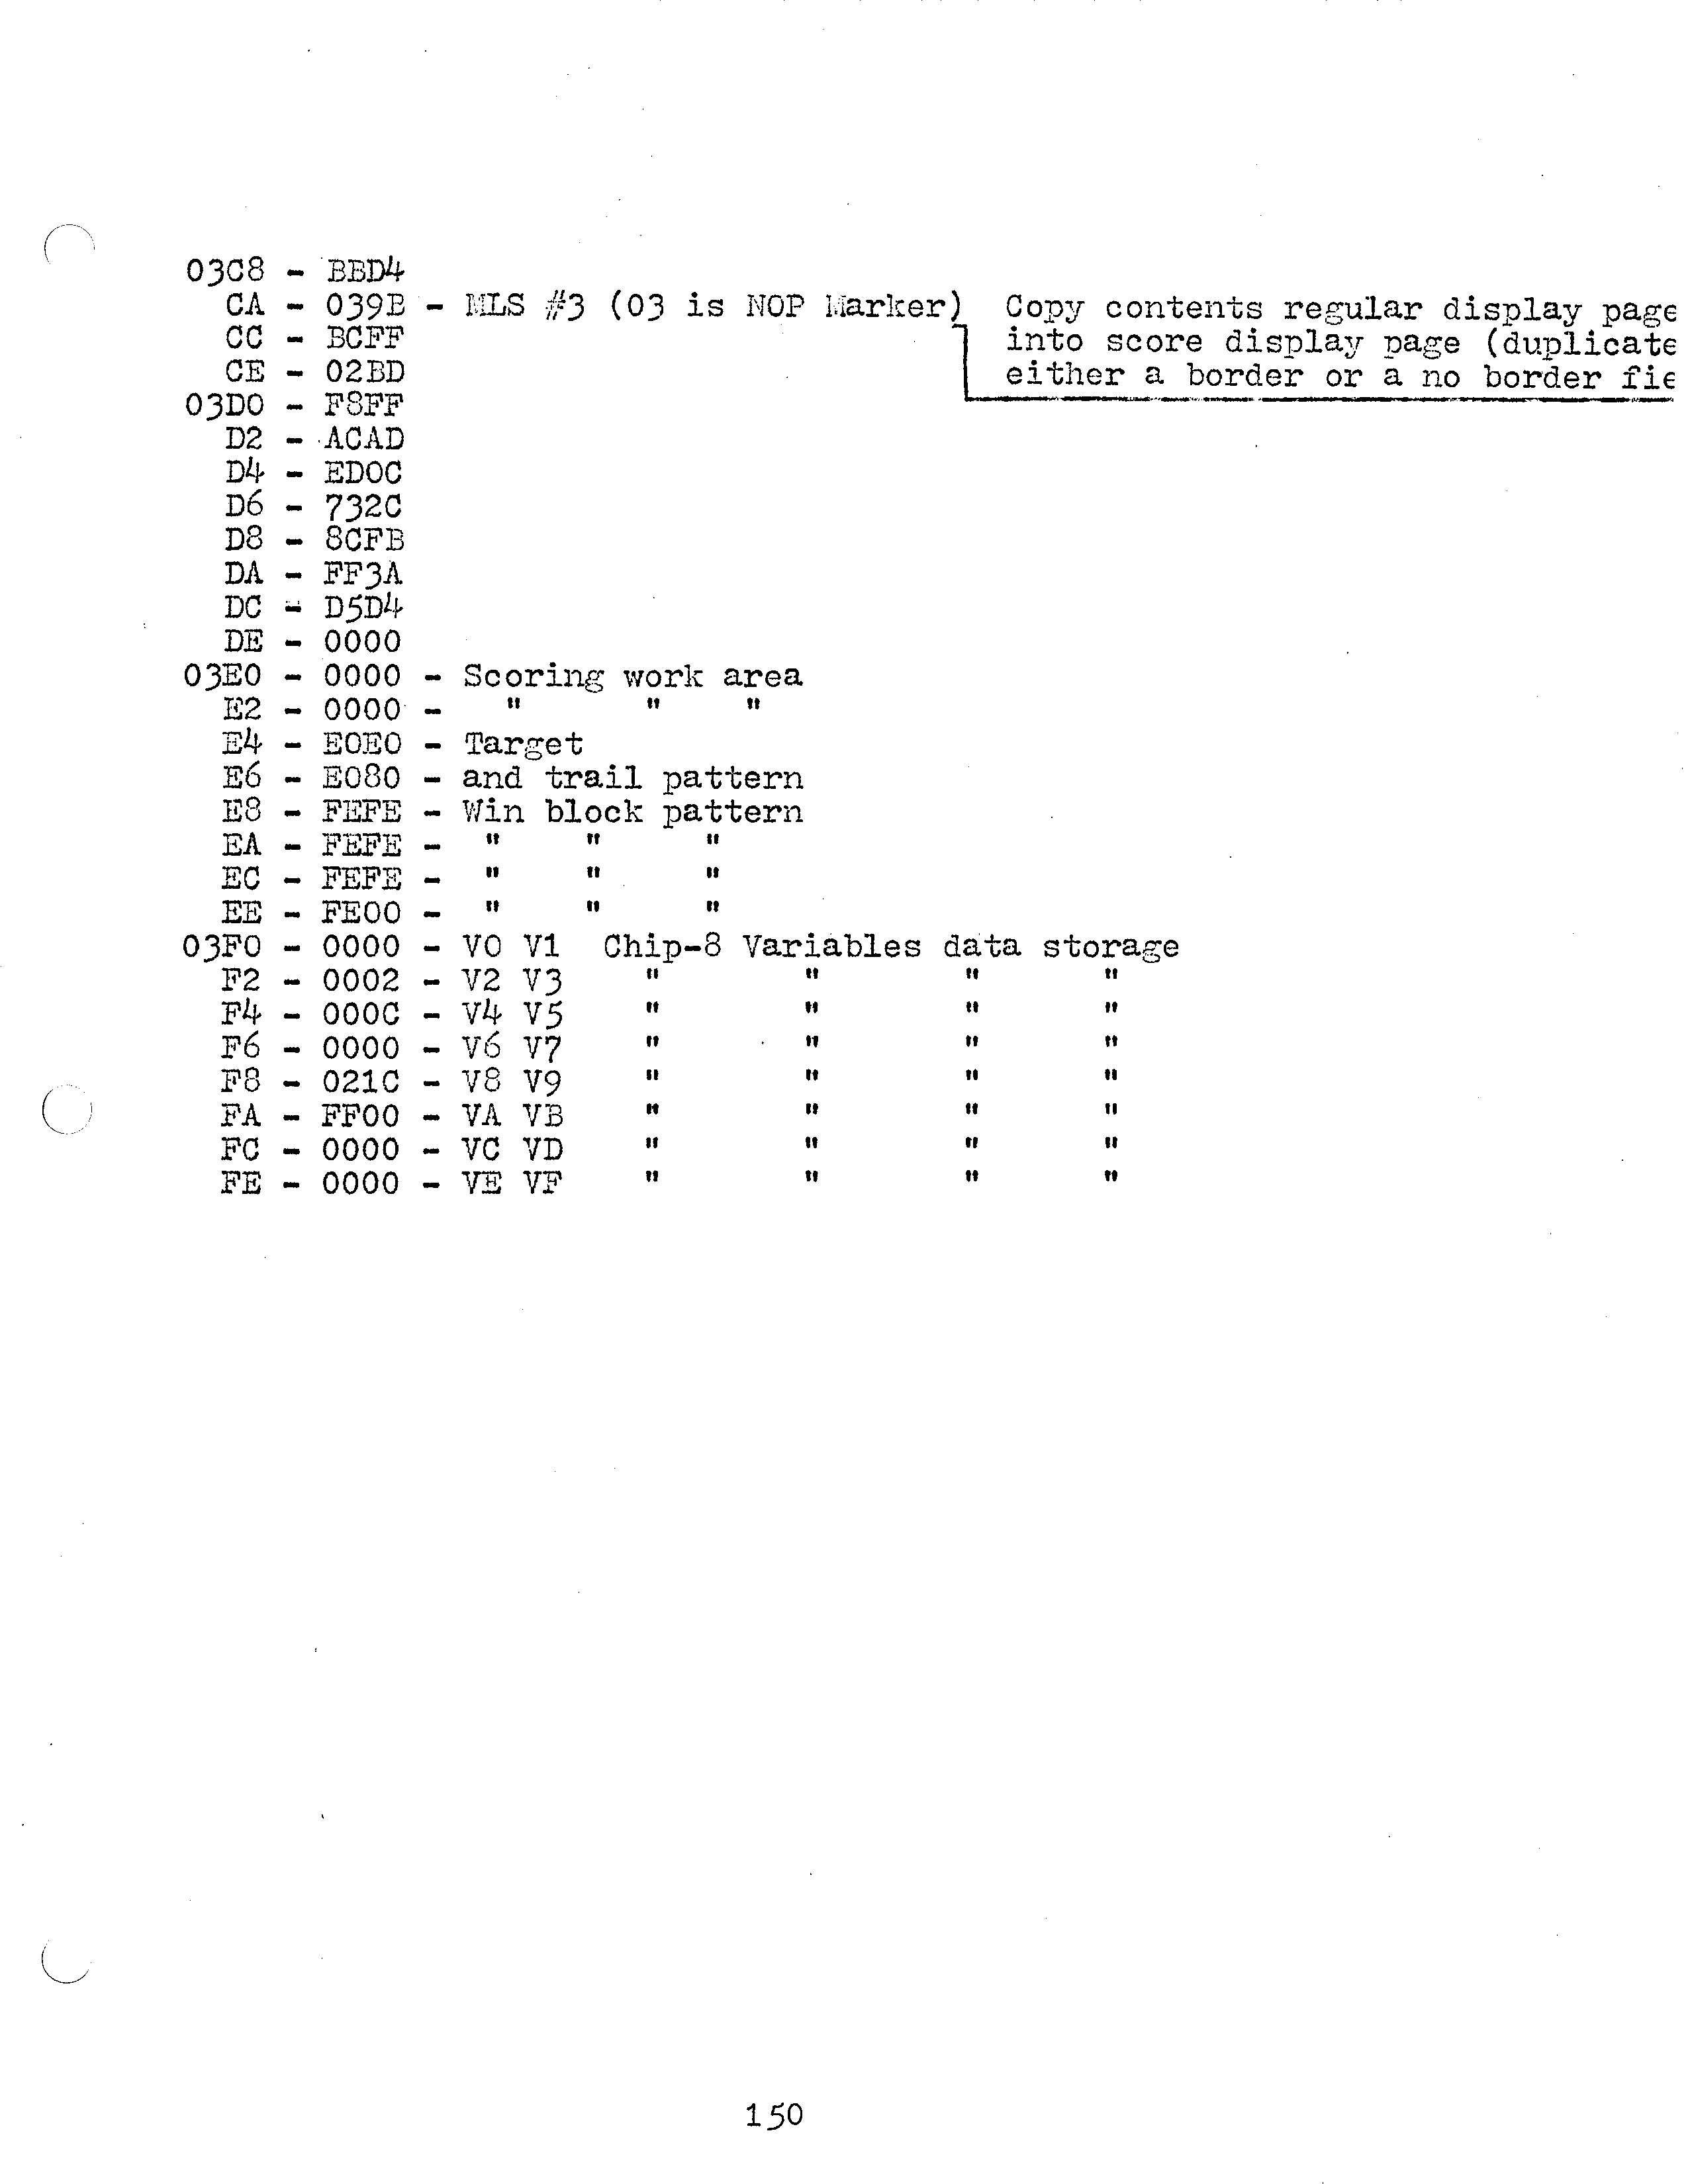 03C8 - BBD4
CA - 039B - MLS #3 (03 is NOP Marker) Copy contents regular display page
CC - BCFF into score display page (duplicate
CE - 02BD either a border or a no border fie
03D0 - F8FF
D2 - ACAD
D4 - ED0C
D6 - 732C
D8 - 8CFB
DA - FF3A
DC - D5D4
DE - 0000
03E0 - 0000 - Scoring work area
E2 - 0000 - " " "
E4 - E0E0 - Target
E6 - E080 - and trail pattern
E8 - FEFE - Win block pattern
EA - FEFE - " " "
EC - FEFE - " " "
EE - FE00 - " " "
03F0 - 0000 - V0 V1 Chip-8 Variables data storage
F2 - 0002 - V2 V3 " " " "
F4 - 000C - V4 V5 " " " "
F6 - 0000 - V6 V7 " " " "
F8 - 021C - V8 V9 " " " "
FA - FF00 - VA VB " " " "
FC - 0000 - VC VD " " " "
FE - 0000 - VE VF " " " "
150